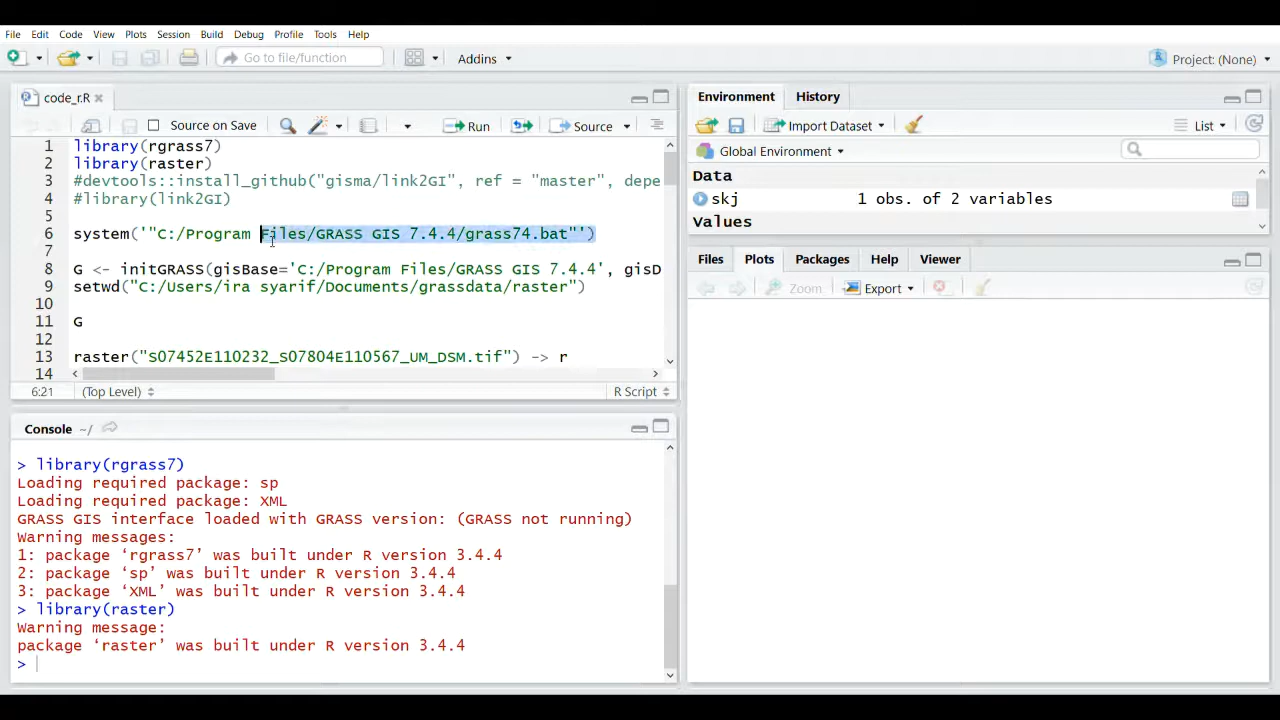 File Edit Code View Plots Session Build Debug Profile Tools Help
Go to file/function Addins Project: (None)
code_r.R
Source on Save Run Source
1 library(rgrass7)
2 library(raster)
3 #devtools::install_github("gisma/link2GI", ref = "master", depe
4 #library(link2GI)
5
6 system('"C:/Program Files/GRASS GIS 7.4.4/grass74.bat"')
7
8 G <- initGRASS(gisBase='C:/Program Files/GRASS GIS 7.4.4', gisD
9 setwd("C:/Users/ira syarif/Documents/grassdata/raster")
10
11 G
12
13 raster("S07452E110232_S07804E110567_UM_DSM.tif") -> r
14
6:21 (Top Level) R Script
Console ~/
> library(rgrass7)
Loading required package: sp
Loading required package: XML
GRASS GIS interface loaded with GRASS version: (GRASS not running)
Warning messages:
1: package ‘rgrass7’ was built under R version 3.4.4
2: package ‘sp’ was built under R version 3.4.4
3: package ‘XML’ was built under R version 3.4.4
> library(raster)
Warning message:
package ‘raster’ was built under R version 3.4.4
>
Environment History
Import Dataset List
Global Environment
Data
skj 1 obs. of 2 variables
Values
Files Plots Packages Help Viewer
Zoom Export